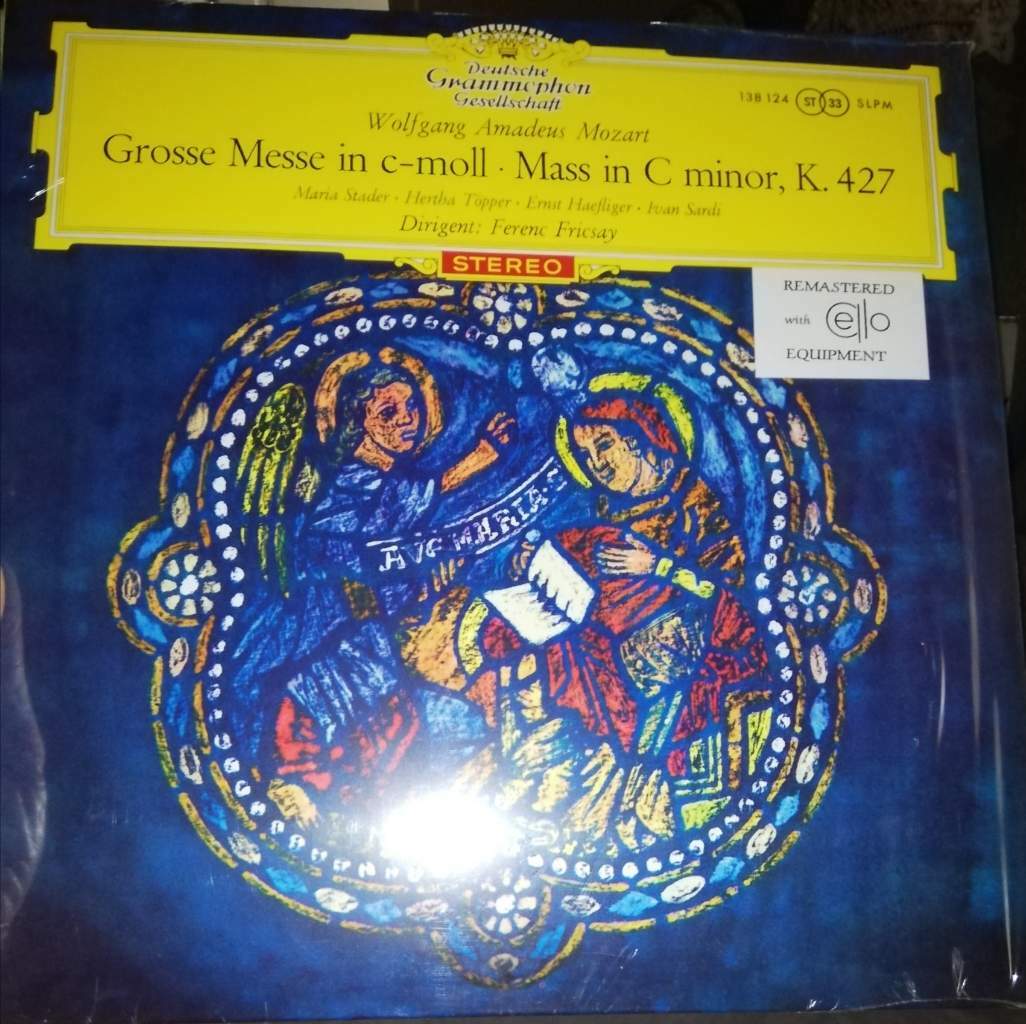 Deutsche
Grammophon
Gesellschaft
138 124 ST 33 SLPM
Wolfgang Amadeus Mozart
Grosse Messe in c-moll · Mass in C minor, K. 427
Maria Stader · Hertha Töpper · Ernst Haefliger · Ivan Sardi
Dirigent: Ferenc Fricsay
STEREO
REMASTERED
with Cello
EQUIPMENT
AVE MARIA